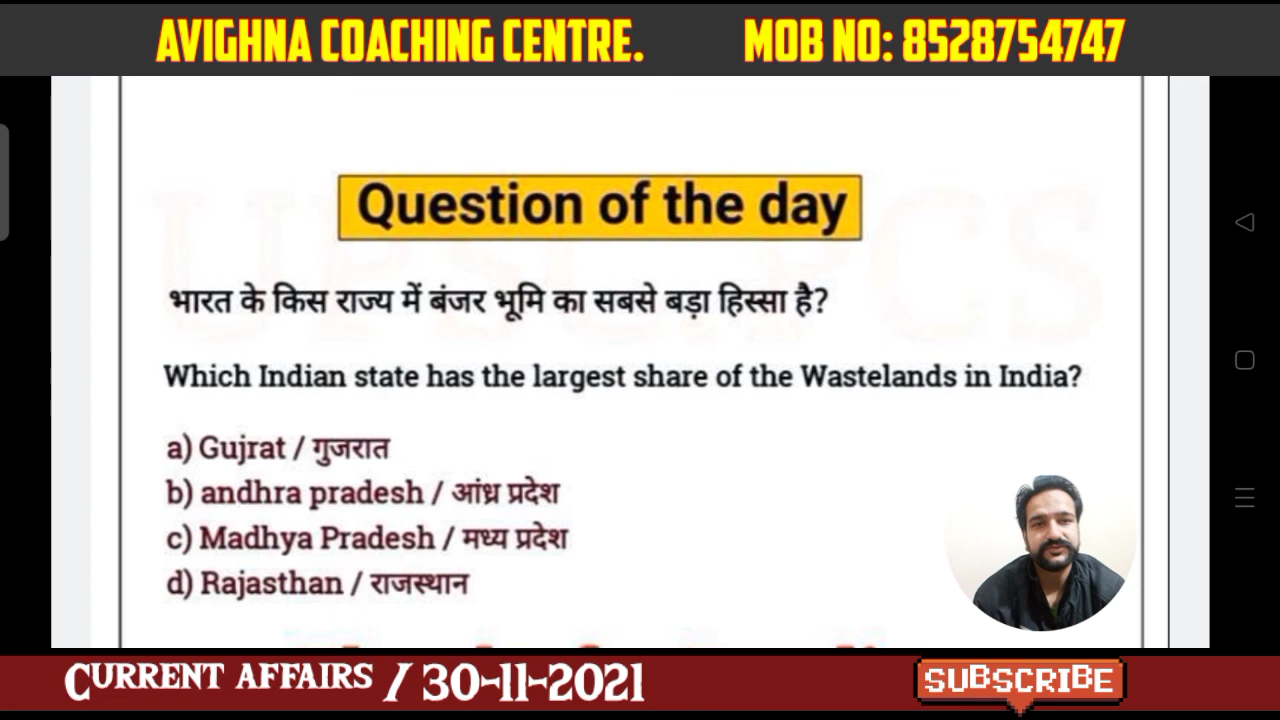 AVIGHNA COACHING CENTRE. MOB NO: 8528754747
Question of the day
भारत के किस राज्य में बंजर भूमि का सबसे बड़ा हिस्सा है?
Which Indian state has the largest share of the Wastelands in India?
a) Gujrat / गुजरात
b) andhra pradesh / आंध्र प्रदेश
c) Madhya Pradesh / मध्य प्रदेश
d) Rajasthan / राजस्थान
CURRENT AFFAIRS / 30-11-2021 SUBSCRIBE